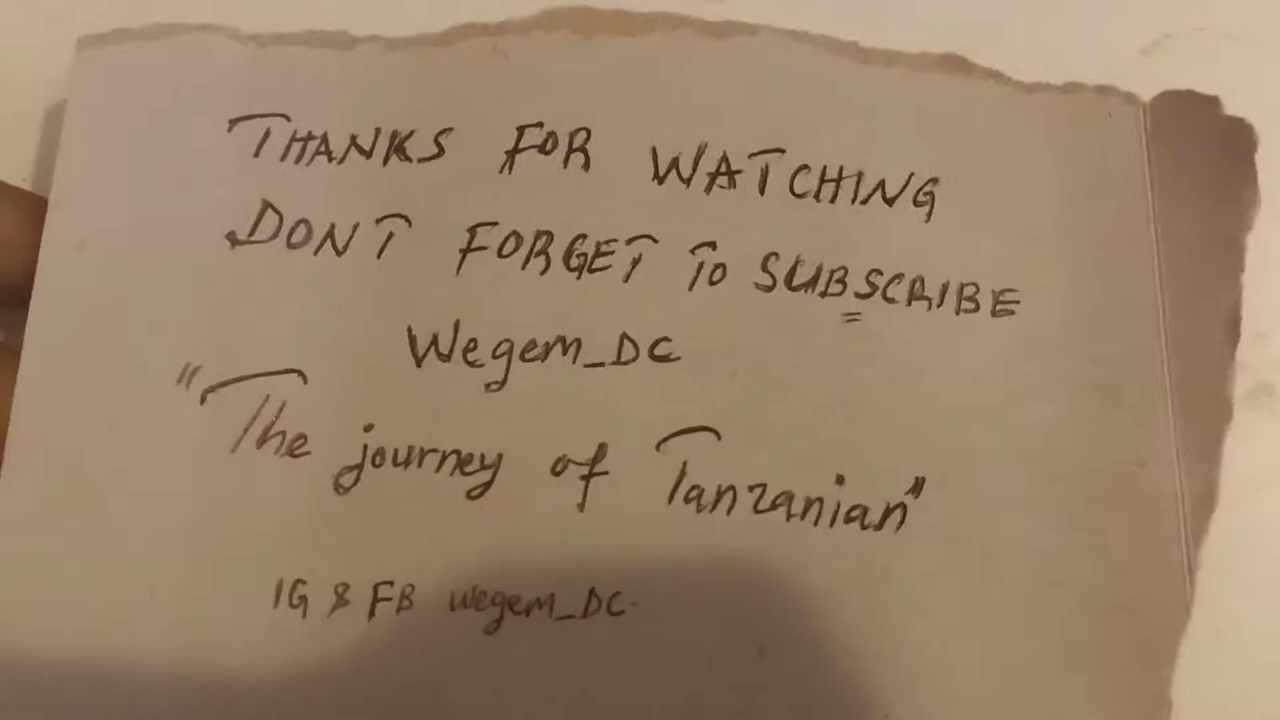 THANKS FOR WATCHING
DONT FORGET TO SUBSCRIBE
Wegem_DC
"The journey of Tanzanian"
IG & FB wegem_DC.